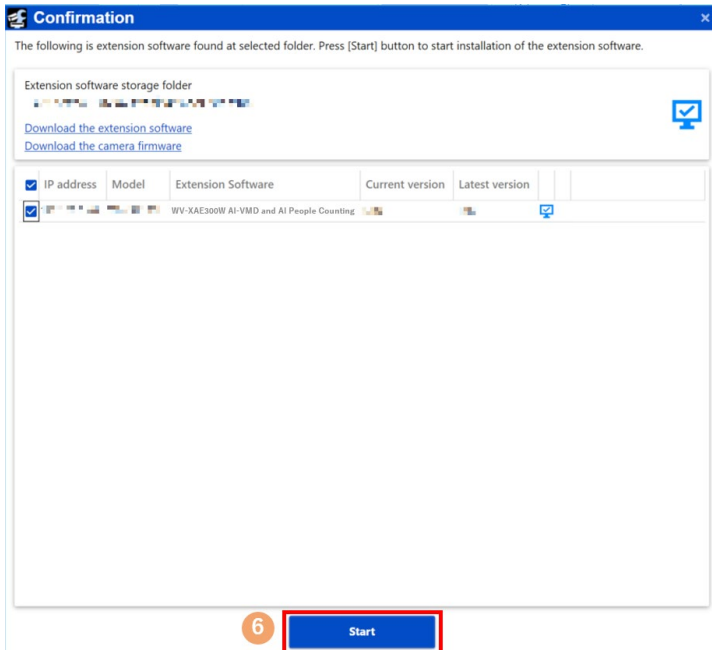 Confirmation
The following is extension software found at selected folder. Press [Start] button to start installation of the extension software.
Extension software storage folder
Download the extension software
Download the camera firmware
IP address Model Extension Software Current version Latest version
WV-XAE300W AI-VMD and AI People Counting
6
Start